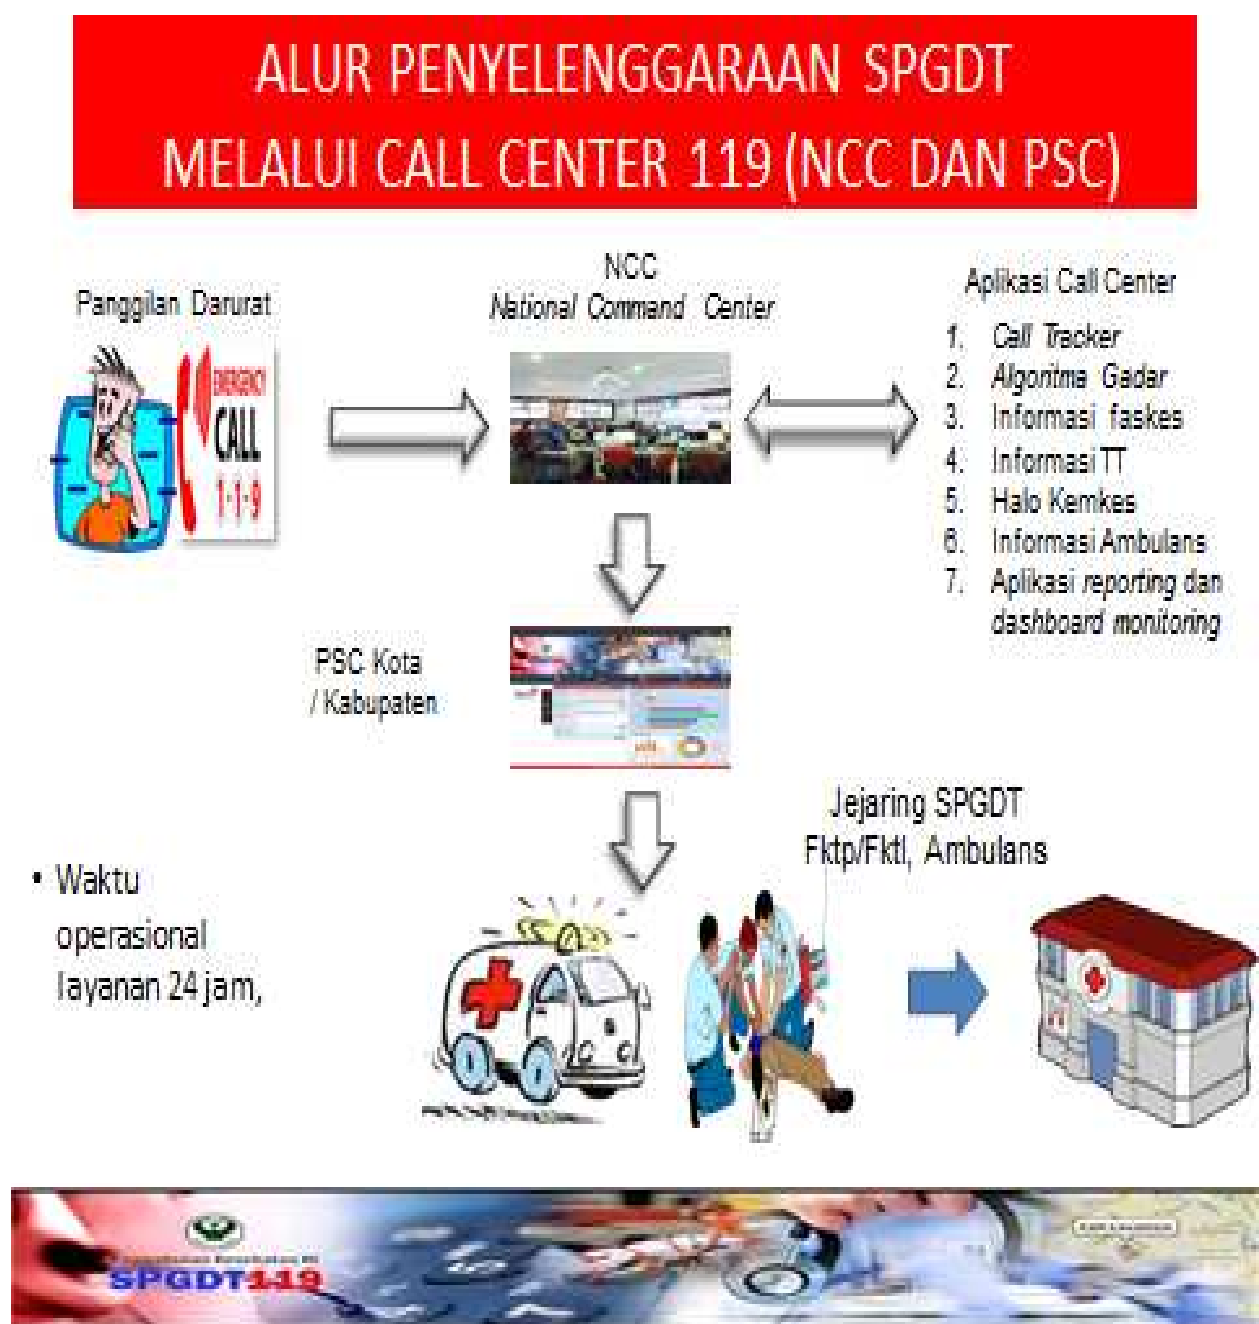 ALUR PENYELENGGARAAN SPGDT
MELALUI CALL CENTER 119 (NCC DAN PSC)
Panggilan Darurat
EMERGENCY
CALL
1-1-9
NCC
National Command Center
Aplikasi Call Center
1. Call Tracker
2. Algoritma Gadar
3. Informasi faskes
4. Informasi TT
5. Halo Kemkes
6. Informasi Ambulans
7. Aplikasi reporting dan
dashboard monitoring
PSC Kota
/ Kabupaten
Jejaring SPGDT
Fktp/Fktl, Ambulans
• Waktu
operasional
layanan 24 jam,
SPGDT119